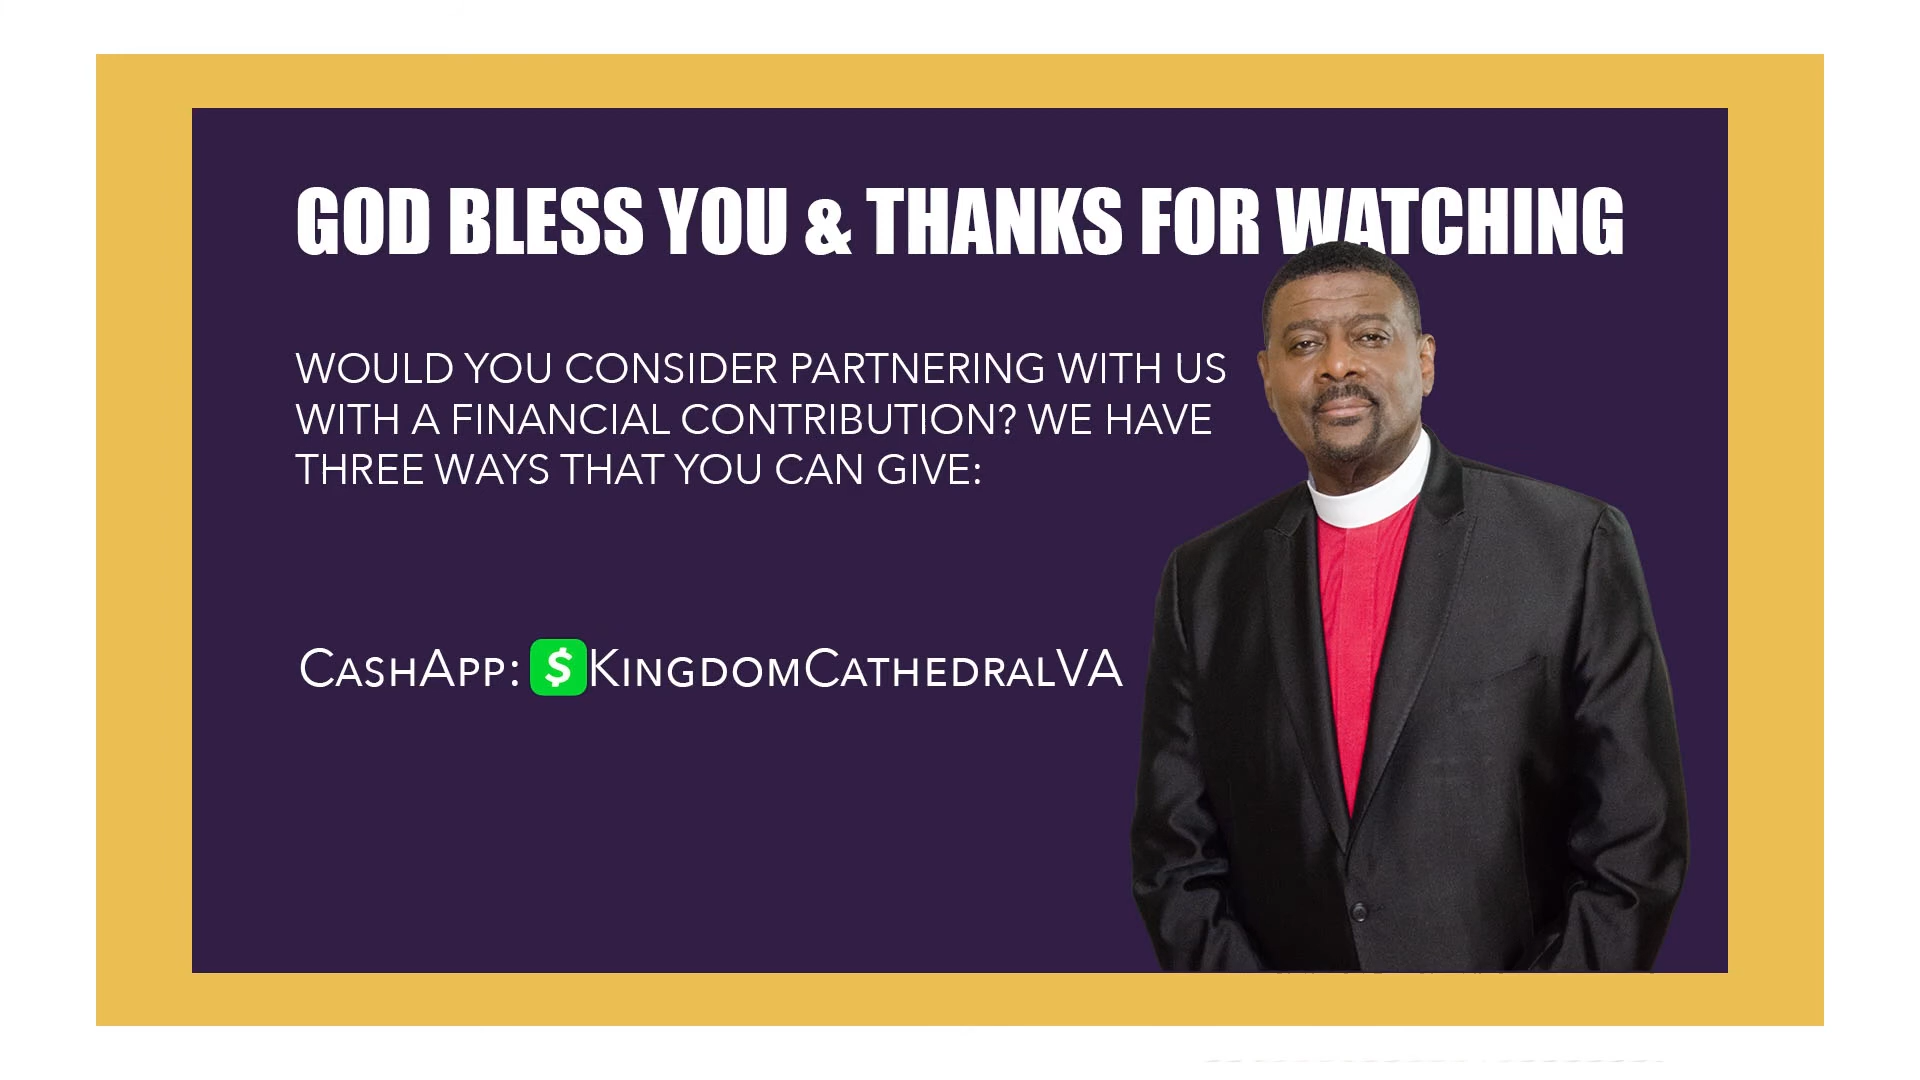 GOD BLESS YOU & THANKS FOR WATCHING
WOULD YOU CONSIDER PARTNERING WITH US
WITH A FINANCIAL CONTRIBUTION? WE HAVE
THREE WAYS THAT YOU CAN GIVE:
CashApp: $KingdomCathedralVA